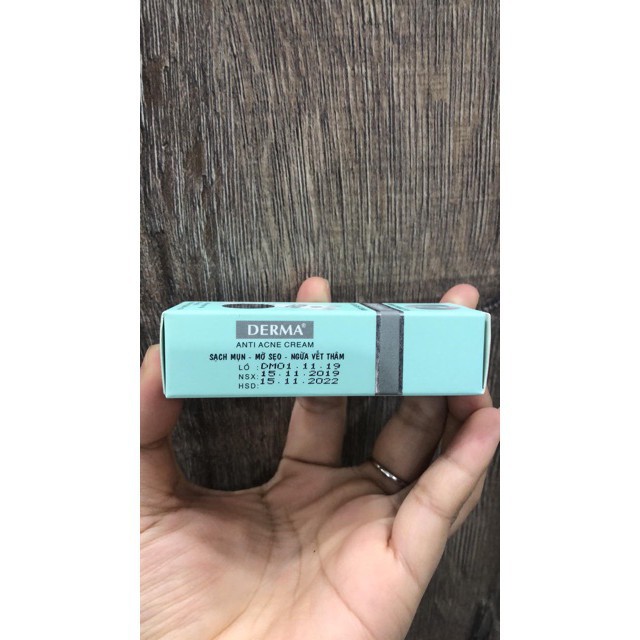 DERMA®
ANTI ACNE CREAM
SẠCH MỤN - MỜ SẸO - NGỪA VẾT THÂM
LÔ : DM01.11.19
NSX: 15.11.2019
HSD: 15.11.2022